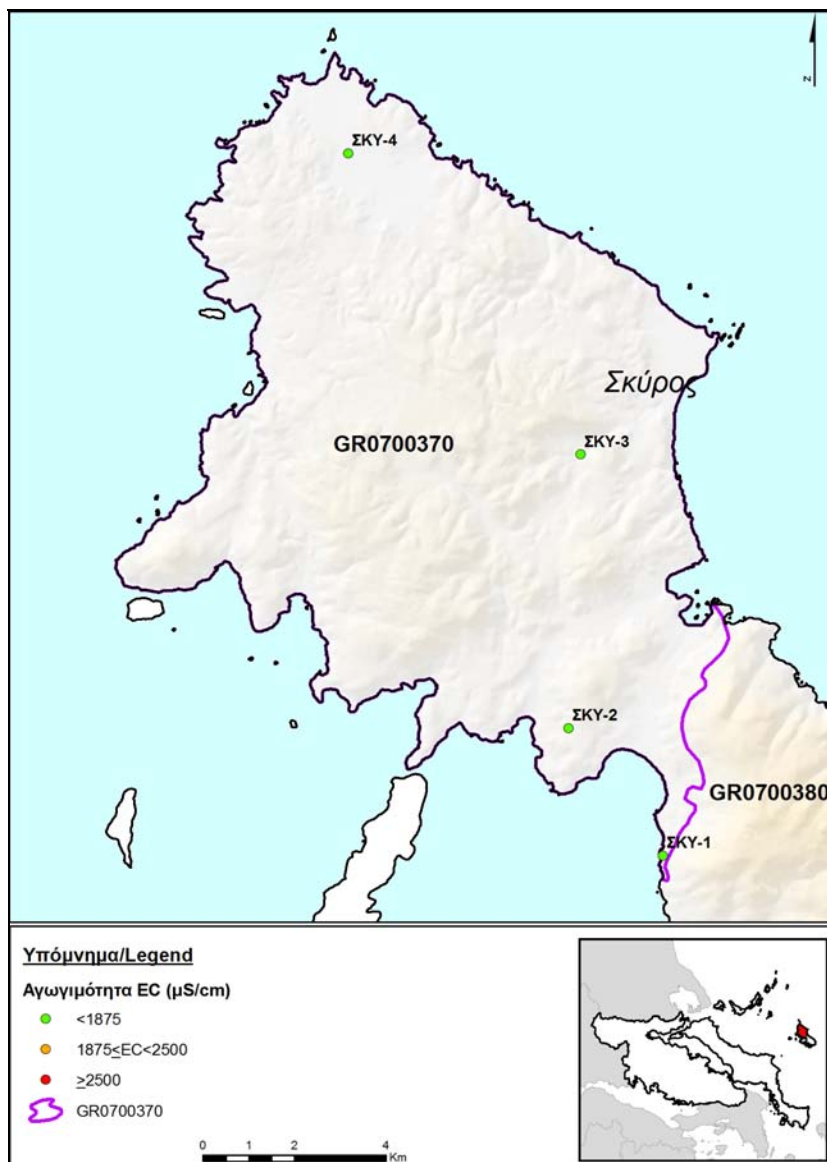 z
ΣΚΥ-4
Σκύρος
GR0700370
ΣΚΥ-3
ΣΚΥ-2
GR0700380
ΣΚΥ-1
Υπόμνημα/Legend
Αγωγιμότητα EC (μS/cm)
<1875
1875≤EC<2500
≥2500
GR0700370
0 1 2 4
Km